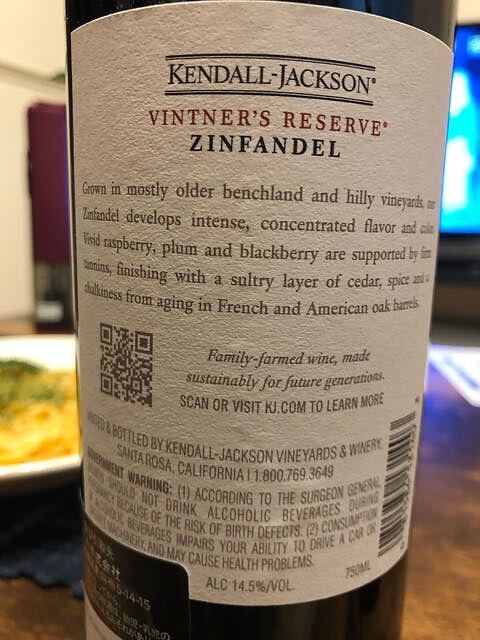 KENDALL-JACKSON®
VINTNER'S RESERVE®
ZINFANDEL
Grown in mostly older benchland and hilly vineyards, our
Zinfandel develops intense, concentrated flavor and color.
Vivid raspberry, plum and blackberry are supported by firm
tannins, finishing with a sultry layer of cedar, spice and a
chalkiness from aging in French and American oak barrels.
Family-farmed wine, made
sustainably for future generations.
SCAN OR VISIT KJ.COM TO LEARN MORE
& BOTTLED BY KENDALL-JACKSON VINEYARDS & WINERY,
SANTA ROSA, CALIFORNIA | 1.800.769.3649
GOVERNMENT WARNING: (1) ACCORDING TO THE SURGEON GENERAL,
SHOULD NOT DRINK ALCOHOLIC BEVERAGES DURING
BECAUSE OF THE RISK OF BIRTH DEFECTS. (2) CONSUMPTION
BEVERAGES IMPAIRS YOUR ABILITY TO DRIVE A CAR OR
MACHINERY, AND MAY CAUSE HEALTH PROBLEMS.
750ML
ALC 14.5%/VOL.
-14-15